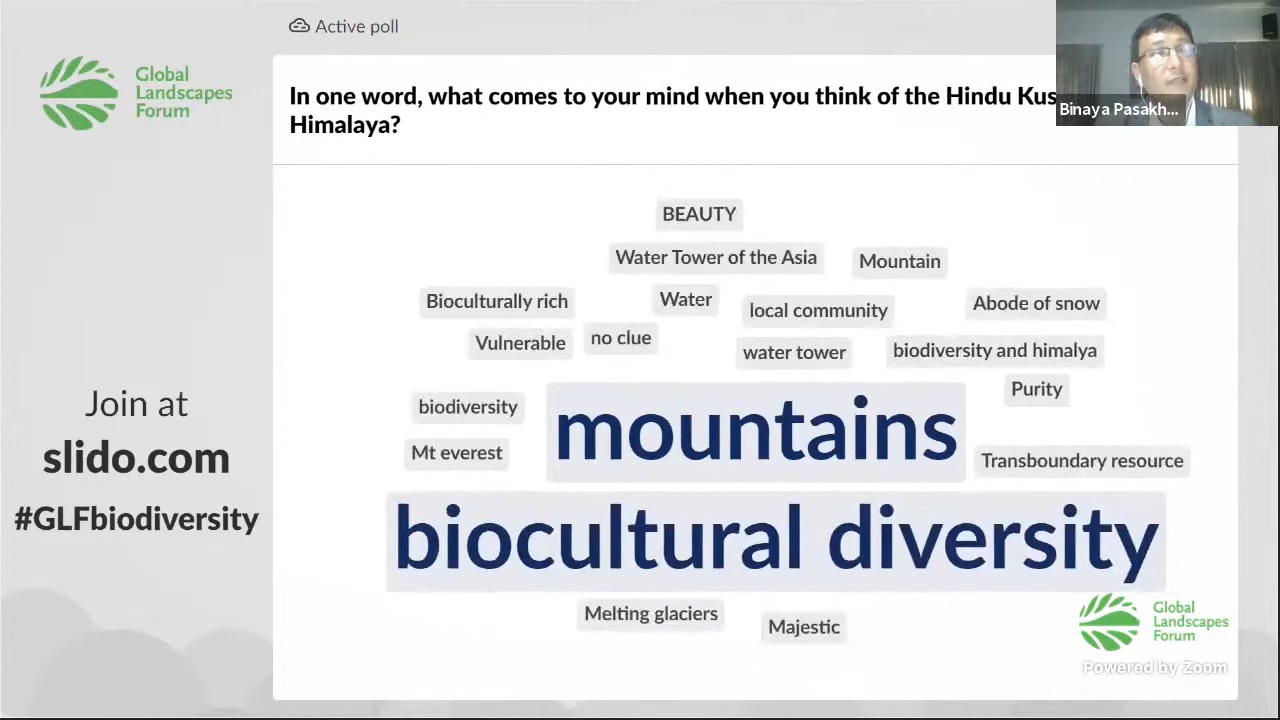 Active poll
Global
Landscapes
Forum
In one word, what comes to your mind when you think of the Hindu Kus
Himalaya?
Binaya Pasakh...
BEAUTY
Water Tower of the Asia
Mountain
Bioculturally rich
Water
local community
Abode of snow
Vulnerable
no clue
water tower
biodiversity and himalya
Purity
biodiversity
mountains
Mt everest
Transboundary resource
biocultural diversity
Melting glaciers
Majestic
Join at
slido.com
#GLFbiodiversity
Global
Landscapes
Forum
Powered by Zoom